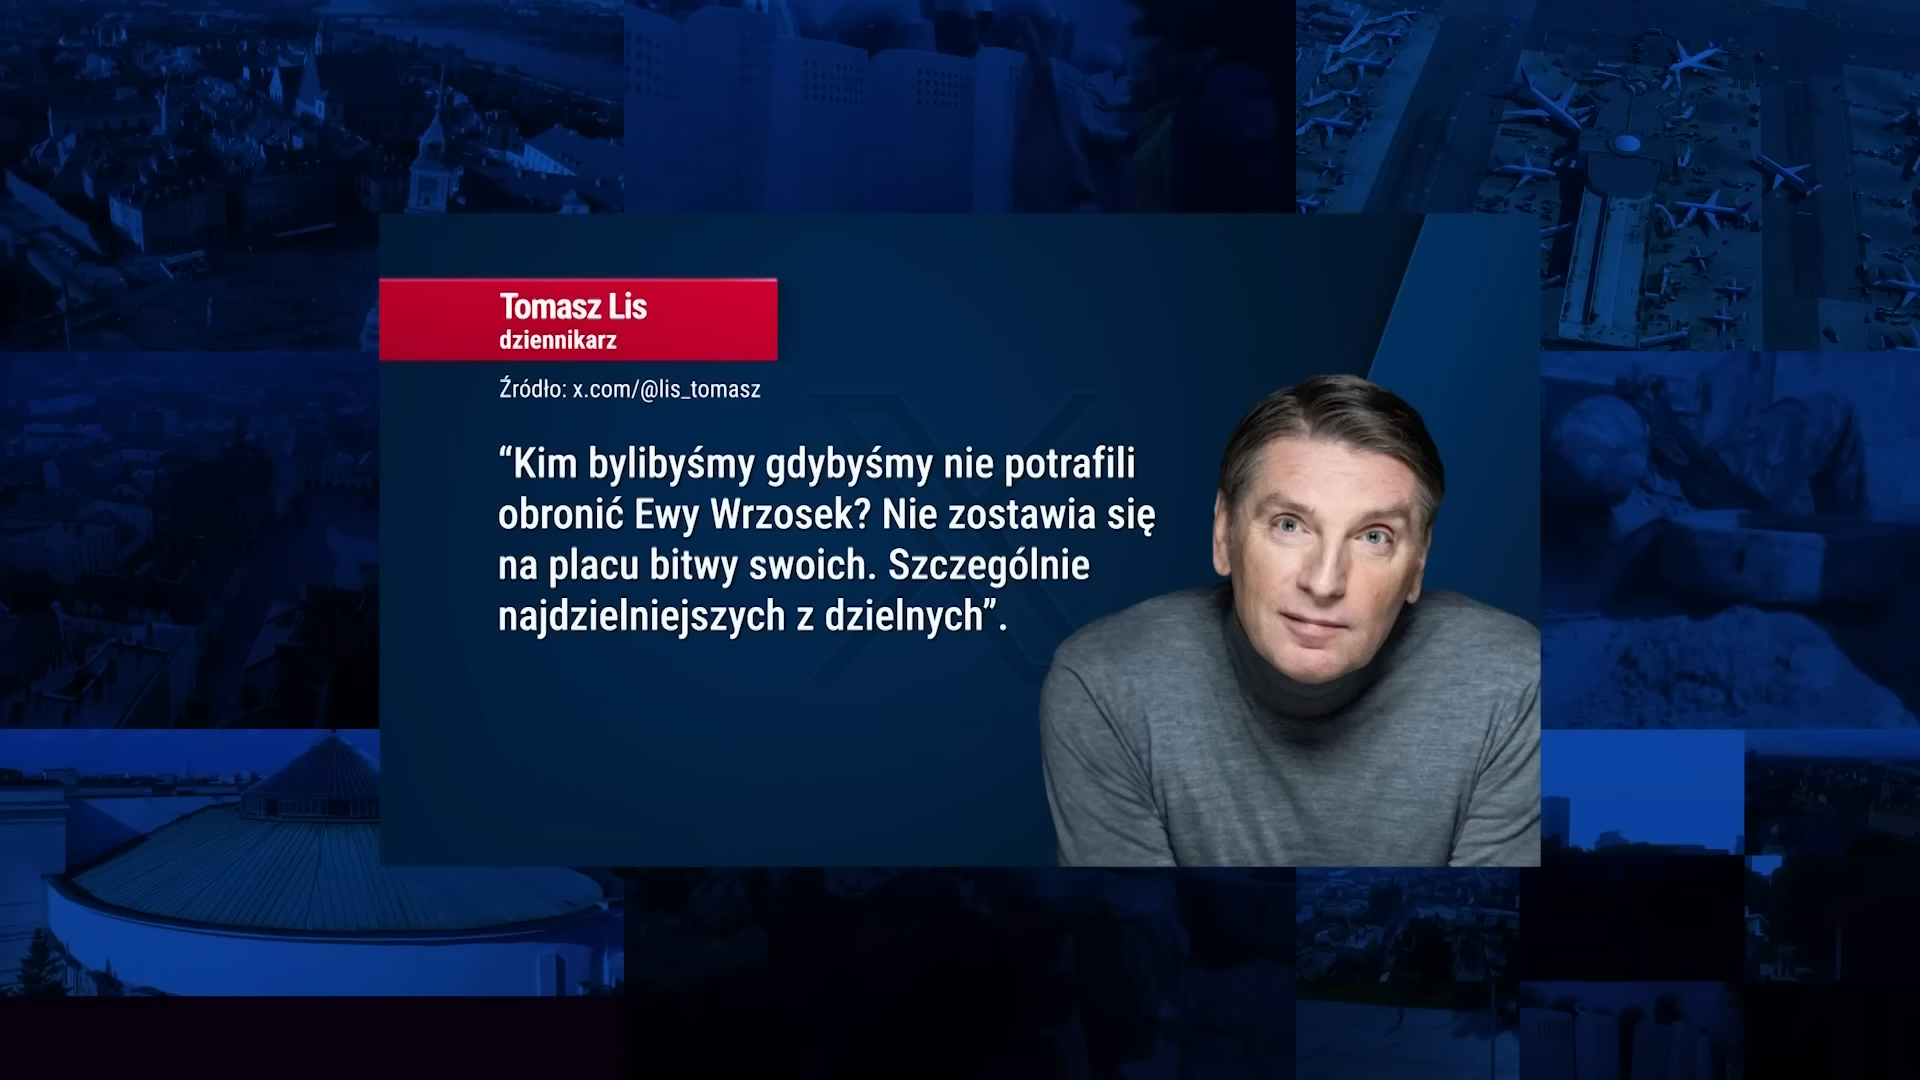 Tomasz Lis
dziennikarz
Źródło: x.com/@lis_tomasz
“Kim bylibyśmy gdybyśmy nie potrafili
obronić Ewy Wrzosek? Nie zostawia się
na placu bitwy swoich. Szczególnie
najdzielniejszych z dzielnych”.